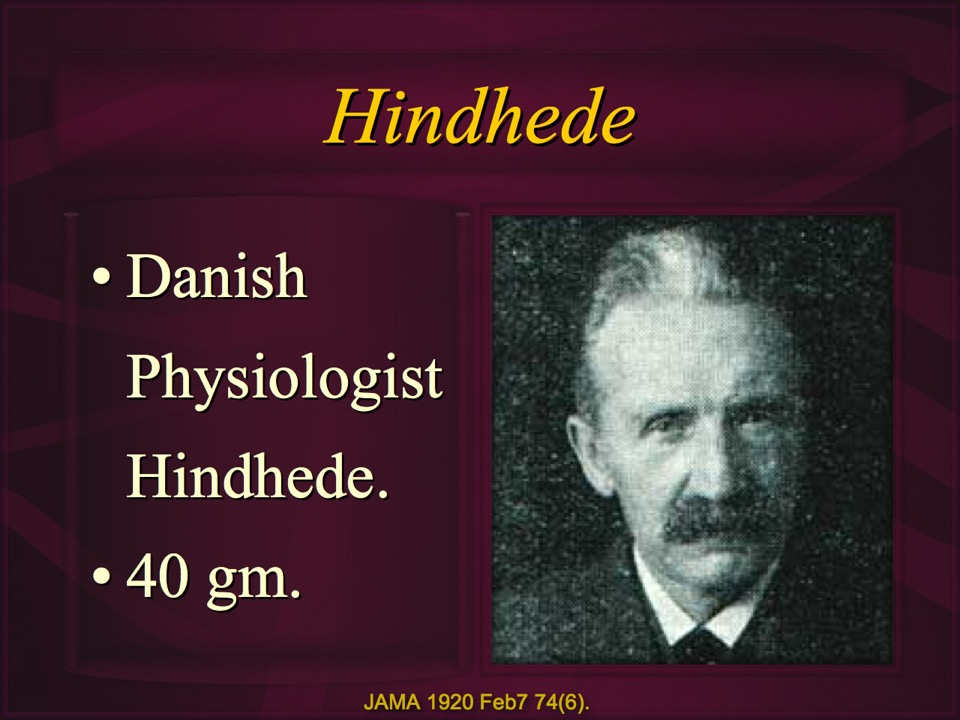 Hindhede
• Danish
Physiologist
Hindhede.
• 40 gm.
JAMA 1920 Feb7 74(6).